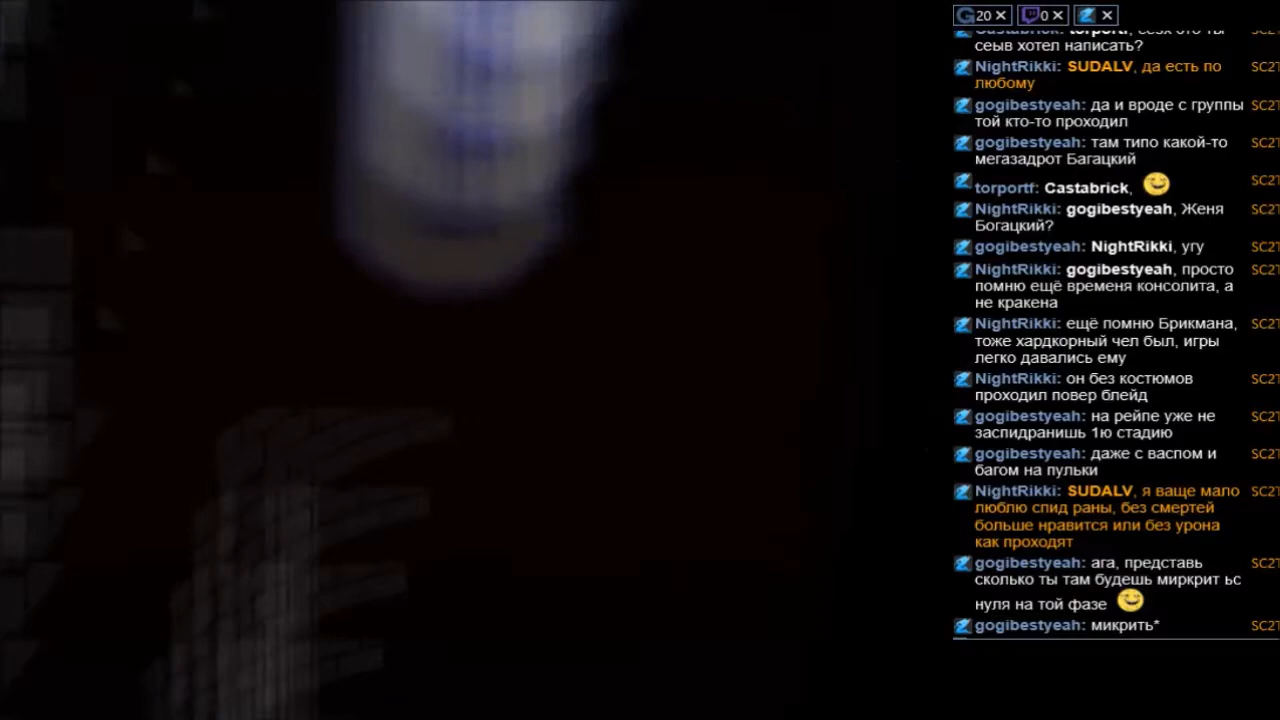 20 X 0 X X
сеыв хотел написать?
NightRikki: SUDALV, да есть по
любому
gogibestyeah: да и вроде с группы
той кто-то проходил
gogibestyeah: там типо какой-то
мегазадрот Багацкий
torportf: Castabrick,
NightRikki: gogibestyeah, Женя
Богацкий?
gogibestyeah: NightRikki, угу
NightRikki: gogibestyeah, просто
помню ещё временя консолита, а
не кракена
NightRikki: ещё помню Брикмана,
тоже хардкорный чел был, игры
легко давались ему
NightRikki: он без костюмов
проходил повер блейд
gogibestyeah: на рейпе уже не
заспидранишь 1ю стадию
gogibestyeah: даже с васпом и
багом на пульки
NightRikki: SUDALV, я ваще мало
люблю спид раны, без смертей
больше нравится или без урона
как проходят
gogibestyeah: ага, представь
сколько ты там будешь миркрит ьс
нуля на той фазе
gogibestyeah: микрить*